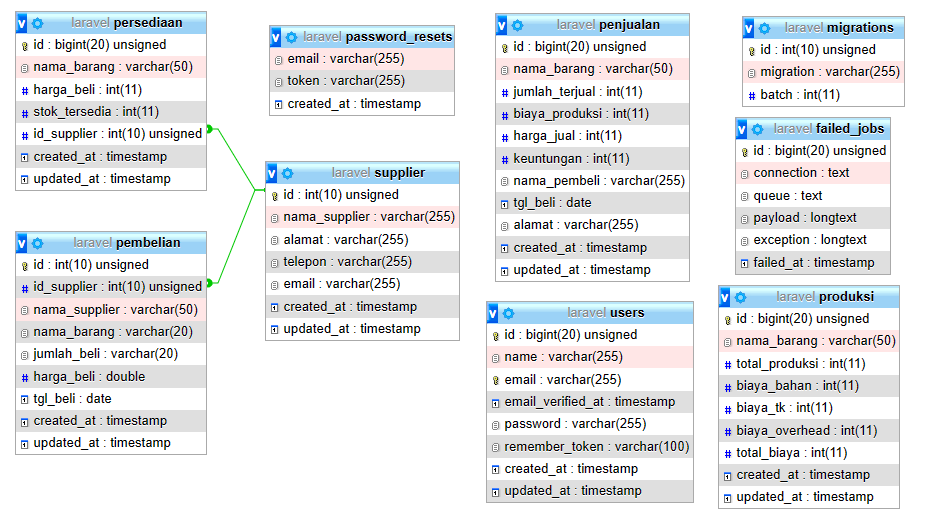 laravel persediaan
id : bigint(20) unsigned
nama_barang : varchar(50)
harga_beli : int(11)
stok_tersedia : int(11)
id_supplier : int(10) unsigned
created_at : timestamp
updated_at : timestamp
laravel pembelian
id : int(10) unsigned
id_supplier : int(10) unsigned
nama_supplier : varchar(50)
nama_barang : varchar(20)
jumlah_beli : varchar(20)
harga_beli : double
tgl_beli : date
created_at : timestamp
updated_at : timestamp
laravel password_resets
email : varchar(255)
token : varchar(255)
created_at : timestamp
laravel supplier
id : int(10) unsigned
nama_supplier : varchar(255)
alamat : varchar(255)
telepon : varchar(255)
email : varchar(255)
created_at : timestamp
updated_at : timestamp
laravel penjualan
id : bigint(20) unsigned
nama_barang : varchar(50)
jumlah_terjual : int(11)
biaya_produksi : int(11)
harga_jual : int(11)
keuntungan : int(11)
nama_pembeli : varchar(255)
tgl_beli : date
alamat : varchar(255)
created_at : timestamp
updated_at : timestamp
laravel users
id : bigint(20) unsigned
name : varchar(255)
email : varchar(255)
email_verified_at : timestamp
password : varchar(255)
remember_token : varchar(100)
created_at : timestamp
updated_at : timestamp
laravel migrations
id : int(10) unsigned
migration : varchar(255)
batch : int(11)
laravel failed_jobs
id : bigint(20) unsigned
connection : text
queue : text
payload : longtext
exception : longtext
failed_at : timestamp
laravel produksi
id : bigint(20) unsigned
nama_barang : varchar(50)
total_produksi : int(11)
biaya_bahan : int(11)
biaya_tk : int(11)
biaya_overhead : int(11)
total_biaya : int(11)
created_at : timestamp
updated_at : timestamp